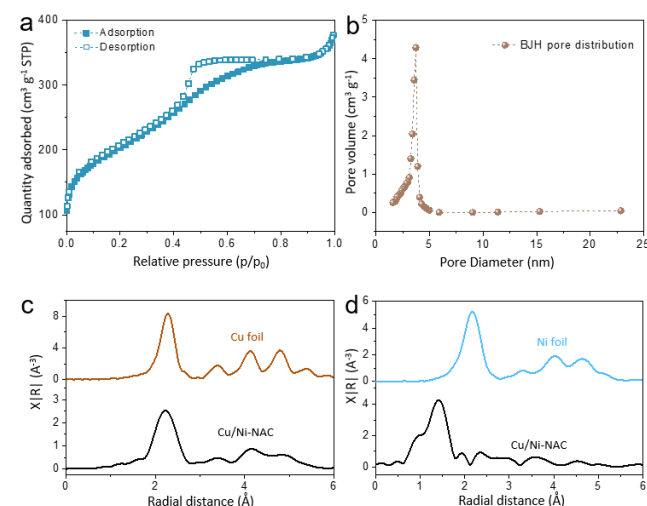 a
400
300
200
100
Quantity adsorbed (cm³ g⁻¹ STP)
Adsorption
Desorption
0.0
0.2
0.4
0.6
0.8
1.0
Relative pressure (p/p₀)
b
5
4
3
2
1
0
Pore volume (cm³ g⁻¹)
BJH pore distribution
0
5
10
15
20
25
Pore Diameter (nm)
c
8
4
0
3
2
1
0
X|R| (A⁻³)
Cu foil
Cu/Ni-NAC
0
2
4
6
Radial distance (Å)
d
6
4
2
0
4
2
0
X|R| (A⁻³)
Ni foil
Cu/Ni-NAC
0
1
2
3
4
5
6
Radial distance (Å)